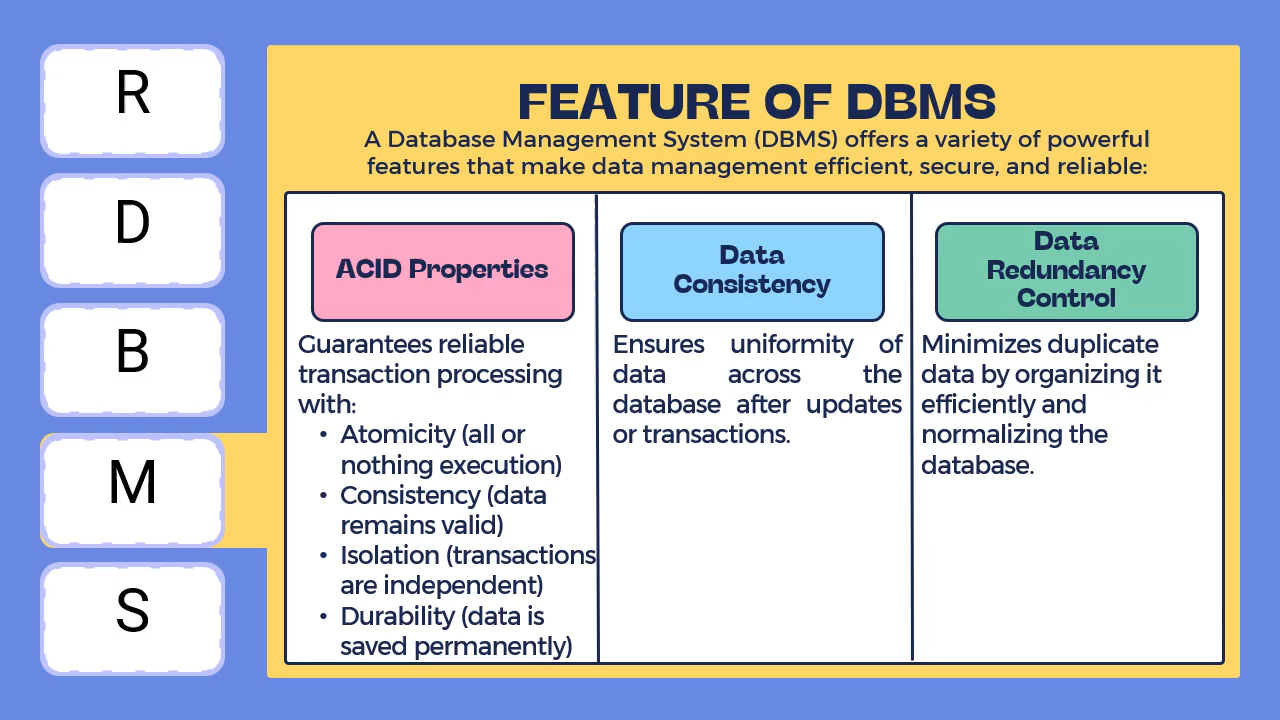 R
D
B
M
S
FEATURE OF DBMS
A Database Management System (DBMS) offers a variety of powerful
features that make data management efficient, secure, and reliable:
ACID Properties
Guarantees reliable
transaction processing
with:
• Atomicity (all or
nothing execution)
• Consistency (data
remains valid)
• Isolation (transactions
are independent)
• Durability (data is
saved permanently)
Data
Consistency
Ensures uniformity of
data across the
database after updates
or transactions.
Data
Redundancy
Control
Minimizes duplicate
data by organizing it
efficiently and
normalizing the
database.